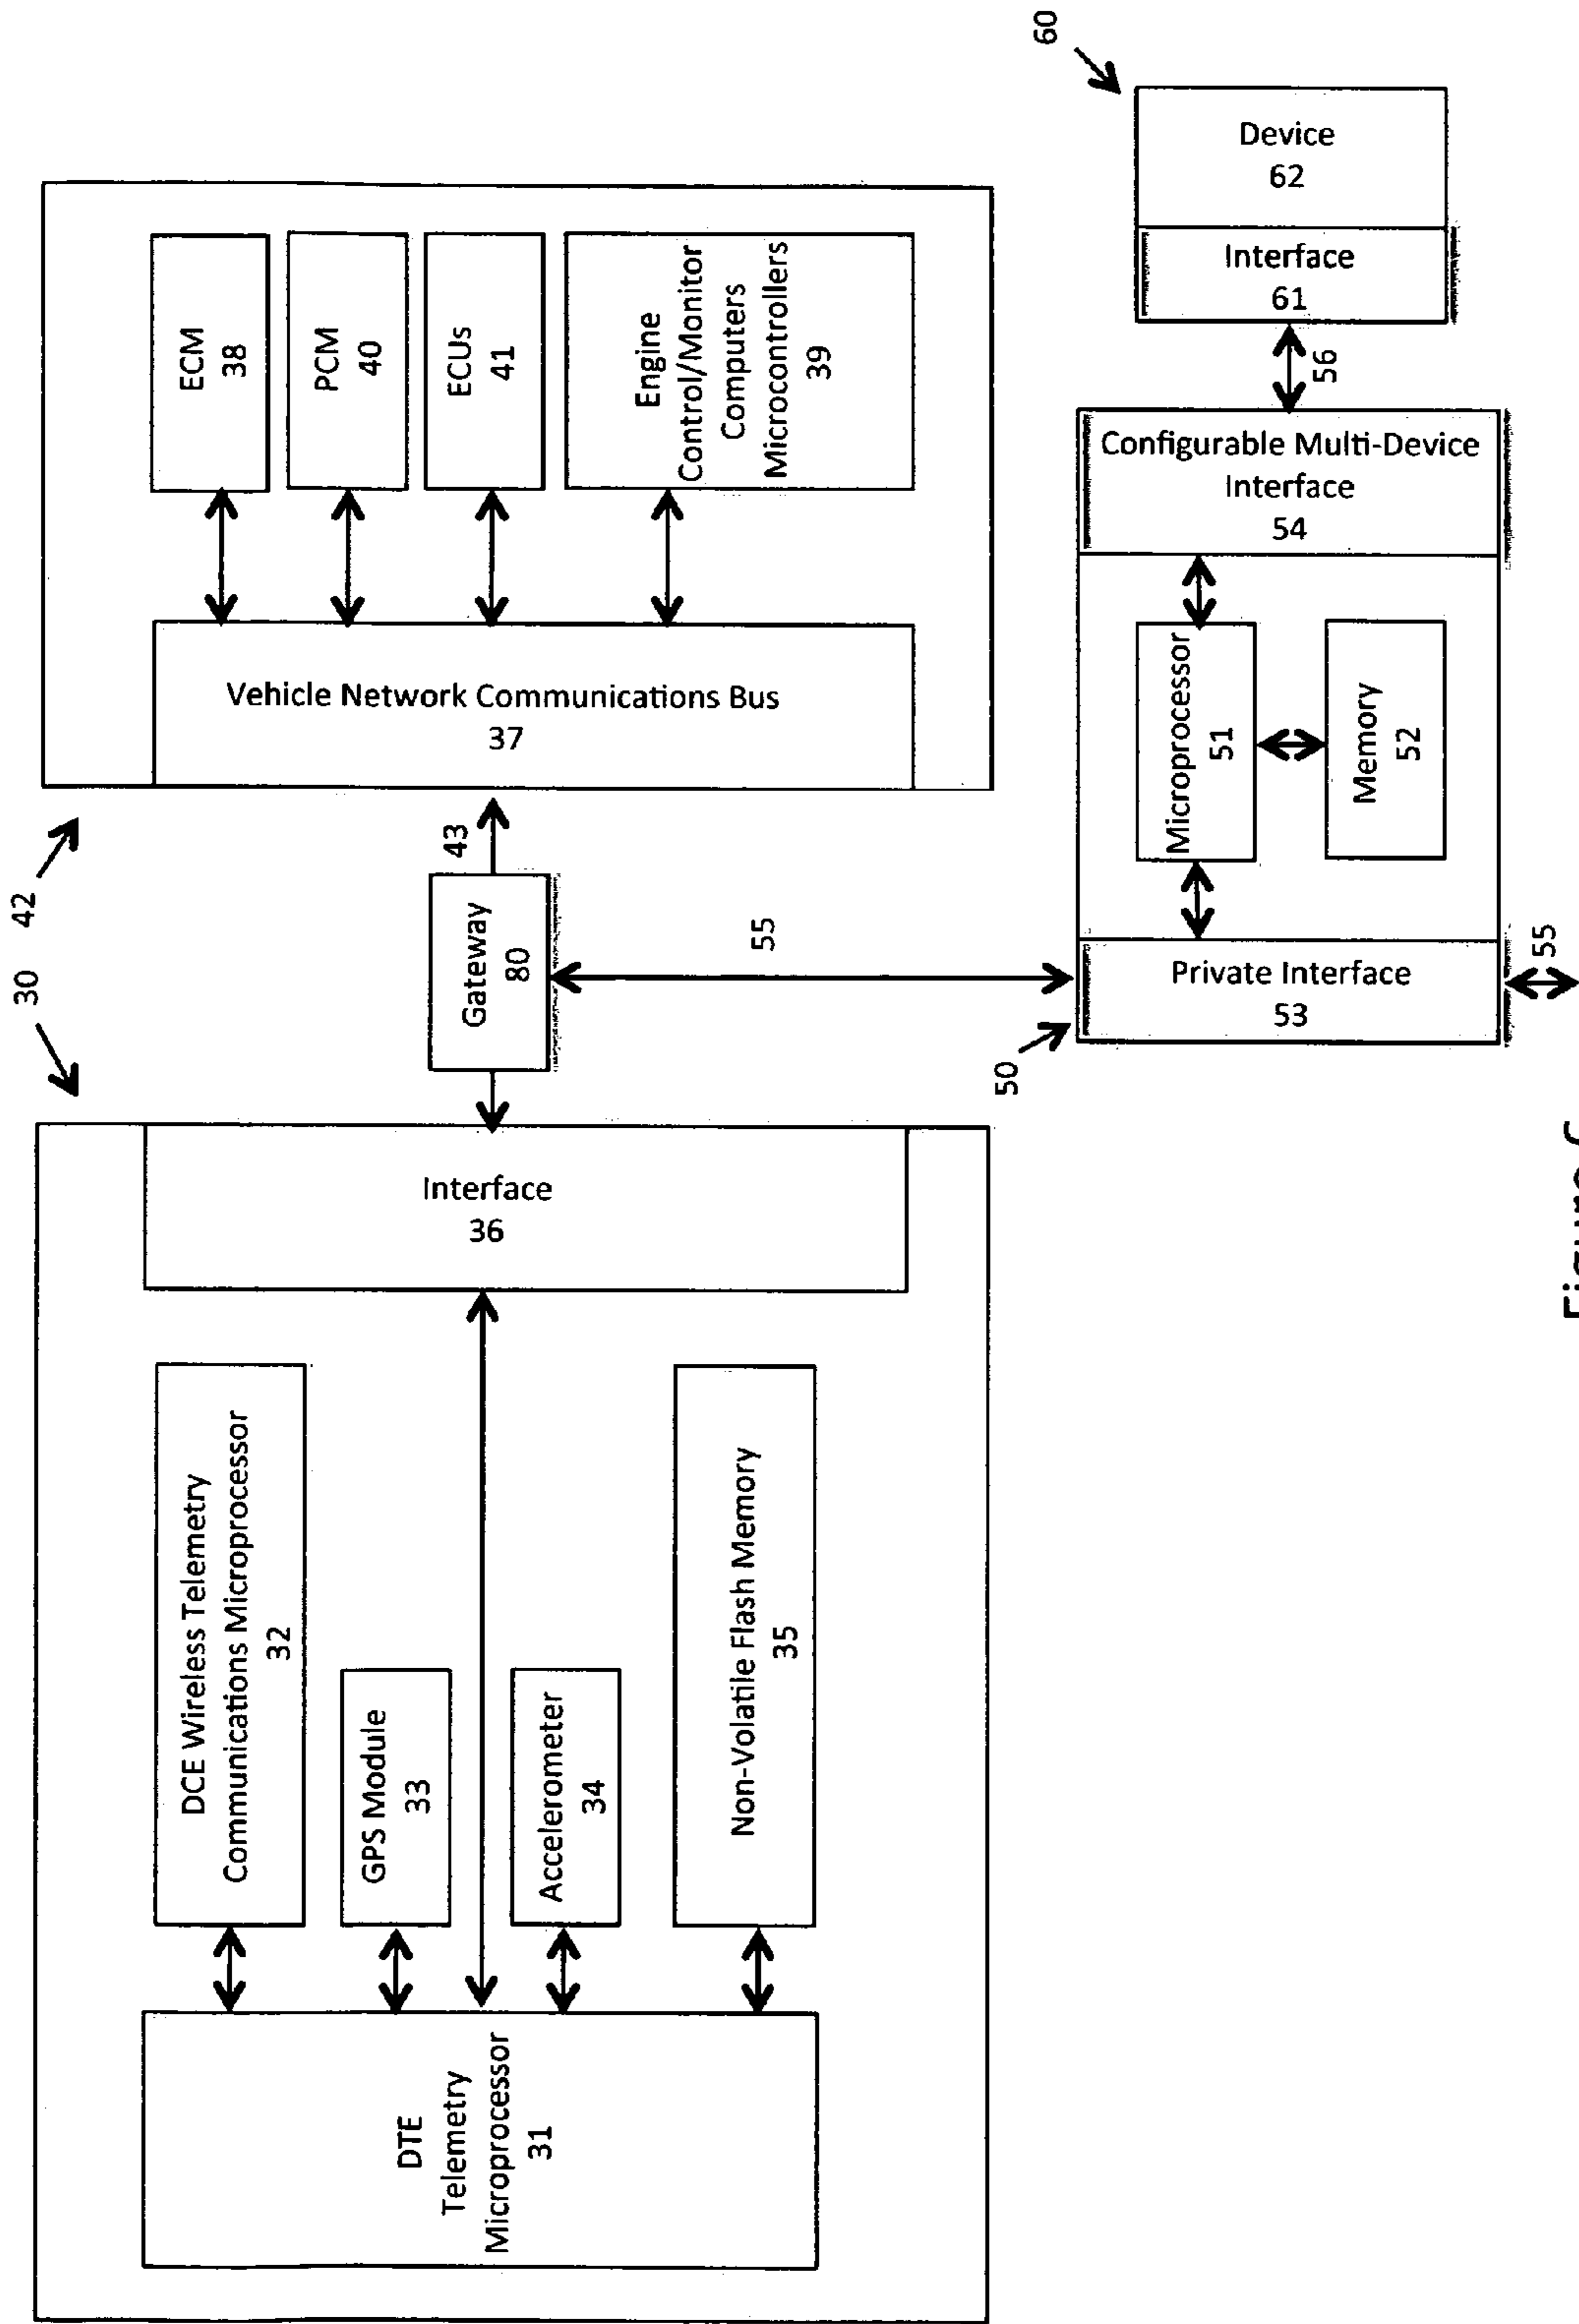 30
42
DTE
Telemetry
Microprocessor
31
DCE Wireless Telemetry
Communications Microprocessor
32
GPS Module
33
Accelerometer
34
Non-Volatile Flash Memory
35
Interface
36
Gateway
80
43
Vehicle Network Communications Bus
37
ECM
38
PCM
40
ECUs
41
Engine
Control/Monitor
Computers
Microcontrollers
39
55
50
Private Interface
53
55
Microprocessor
51
Memory
52
Configurable Multi-Device
Interface
54
56
60
Interface
61
Device
62
Figure